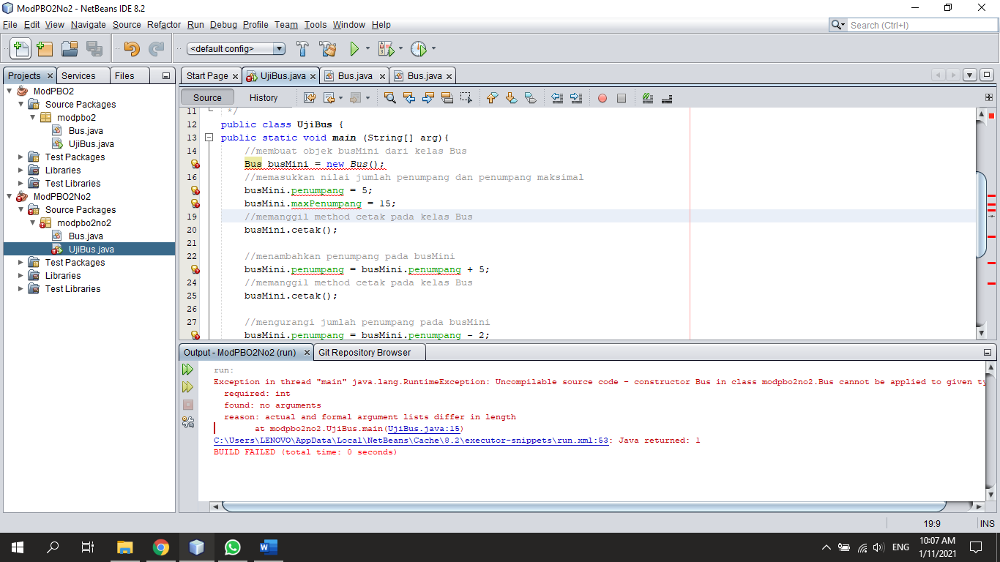 ModPBO2No2 - NetBeans IDE 8.2
File Edit View Navigate Source Refactor Run Debug Profile Team Tools Window Help
Search (Ctrl+I)
<default config>
Projects Services Files
Start Page UjiBus.java Bus.java Bus.java
Source History
ModPBO2
Source Packages
modpbo2
Bus.java
UjiBus.java
Test Packages
Libraries
Test Libraries
ModPBO2No2
Source Packages
modpbo2no2
Bus.java
UjiBus.java
Test Packages
Libraries
Test Libraries
11 */
12 public class UjiBus {
13 public static void main (String[] arg){
14 //membuat objek busMini dari kelas Bus
Bus busMini = new Bus();
16 //memasukkan nilai jumlah penumpang dan penumpang maksimal
busMini.penumpang = 5;
busMini.maxPenumpang = 15;
19 //memanggil method cetak pada kelas Bus
20 busMini.cetak();
21
22 //menambahkan penumpang pada busMini
busMini.penumpang = busMini.penumpang + 5;
24 //memanggil method cetak pada kelas Bus
25 busMini.cetak();
26
27 //mengurangi jumlah penumpang pada busMini
busMini.penumpang = busMini.penumpang - 2;
Output - ModPBO2No2 (run) Git Repository Browser
run:
Exception in thread "main" java.lang.RuntimeException: Uncompilable source code - constructor Bus in class modpbo2no2.Bus cannot be applied to given ty
required: int
found: no arguments
reason: actual and formal argument lists differ in length
at modpbo2no2.UjiBus.main(UjiBus.java:15)
C:\Users\LENOVO\AppData\Local\NetBeans\Cache\8.2\executor-snippets\run.xml:53: Java returned: 1
BUILD FAILED (total time: 0 seconds)
19:9 INS
ENG
10:07 AM
1/11/2021